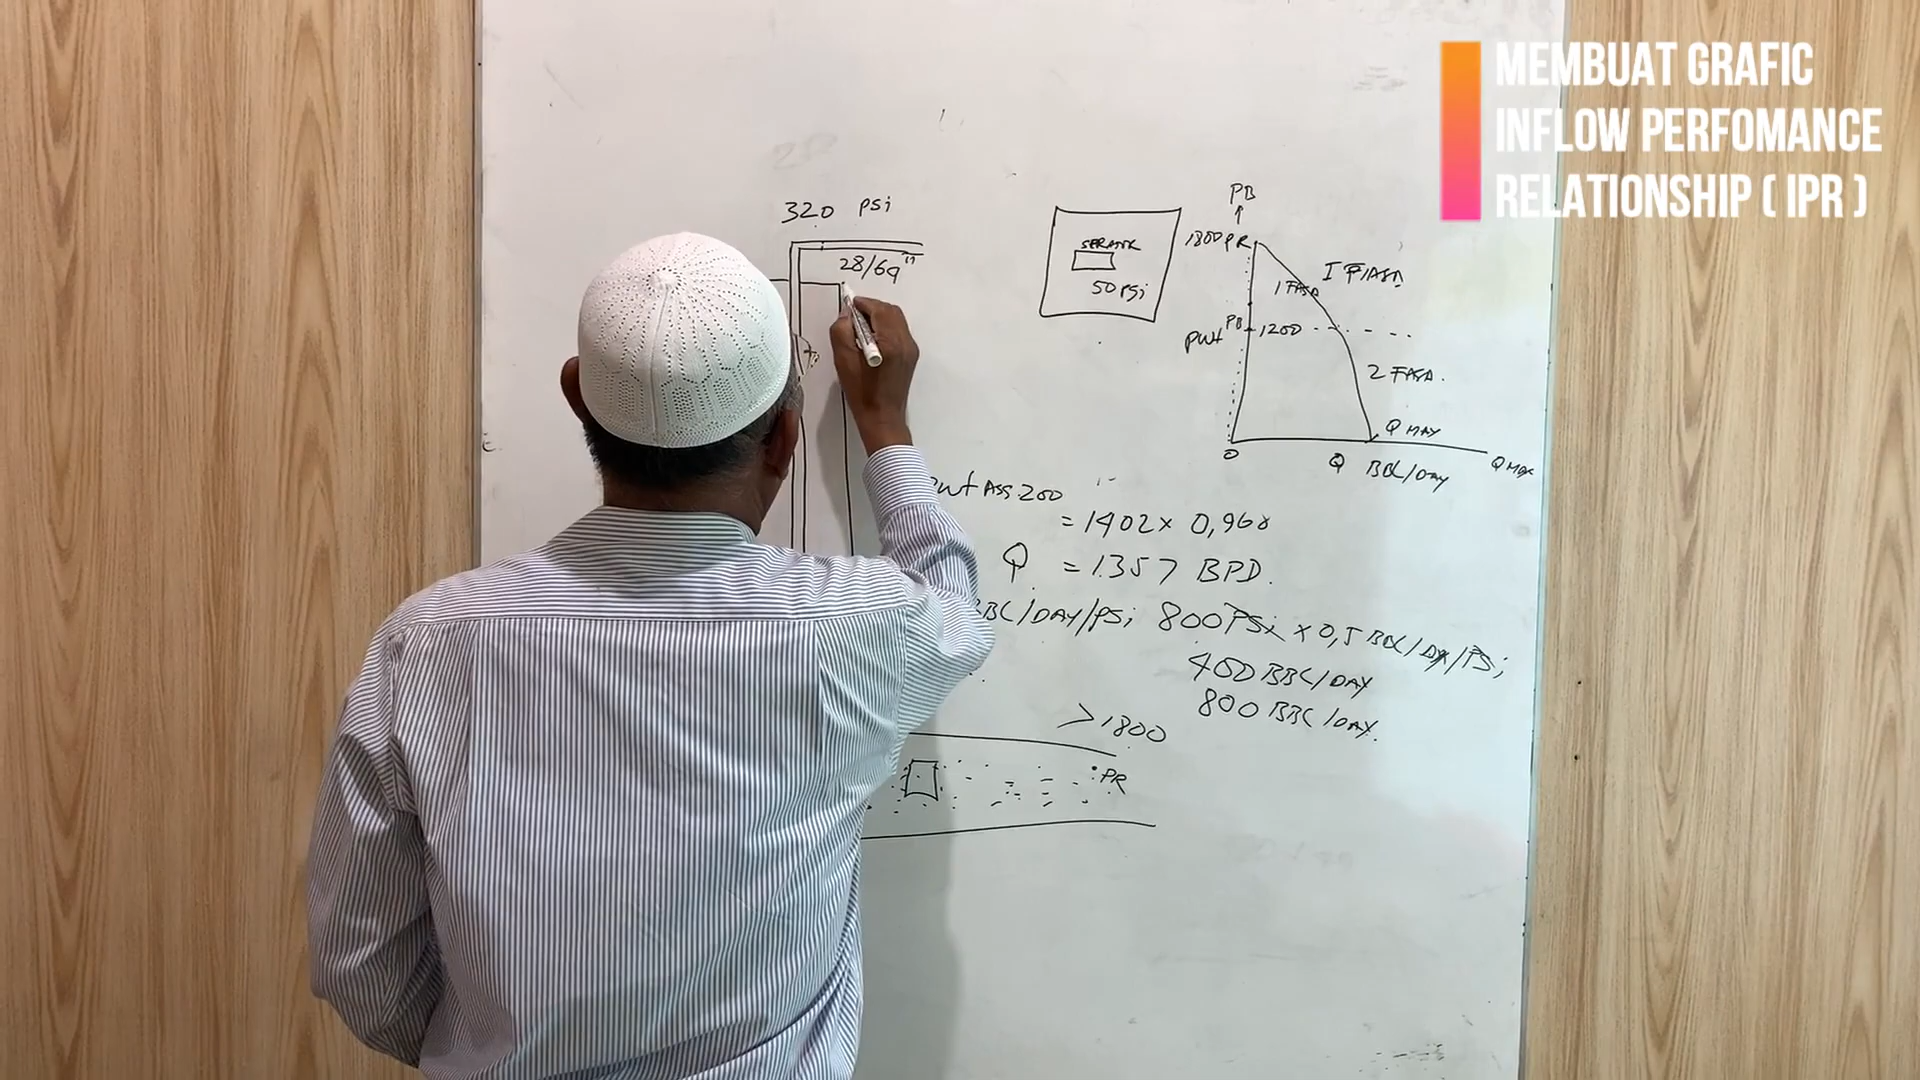 MEMBUAT GRAFIC
INFLOW PERFOMANCE
RELATIONSHIP ( IPR )
320 PSi
28/64"
SEPATOR
50 PSi
PB
1800 PR
1 FASA
I FASA
PB
Pwf
1200
2 FASA.
Q MAX
0
Q BBL/DAY
Q MAX
Pwf ASS 200
= 1402 x 0,968
Q = 1357 BPD.
BBL/DAY/PSi 800 PSi x 0,5 BBL/DAY/PSi
400 BBL/DAY
800 BBL/DAY.
> 1800
PR